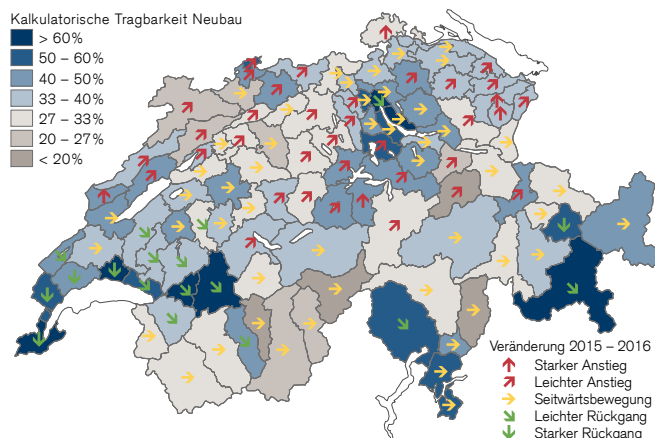 Kalkulatorische Tragbarkeit Neubau
> 60%
50 – 60%
40 – 50%
33 – 40%
27 – 33%
20 – 27%
< 20%
Veränderung 2015 – 2016
Starker Anstieg
Leichter Anstieg
Seitwärtsbewegung
Leichter Rückgang
Starker Rückgang